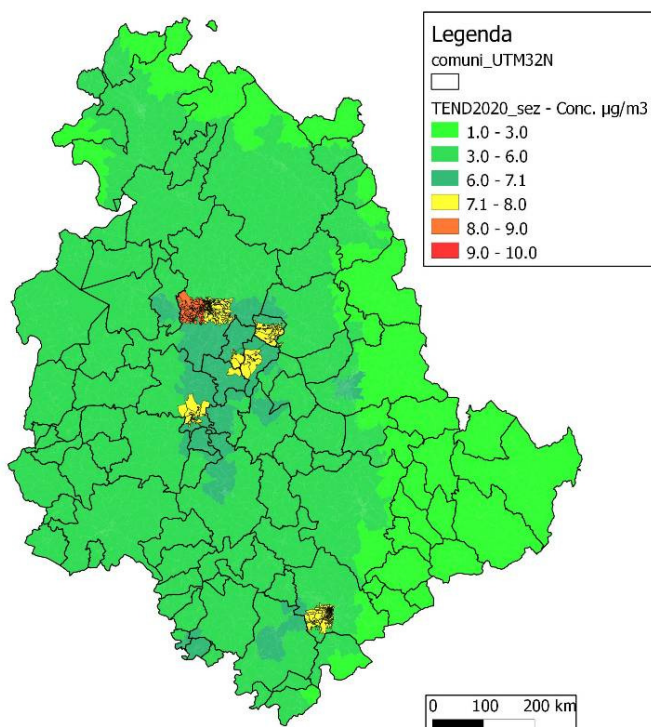 Legenda
comuni_UTM32N
TEND2020_sez - Conc. µg/m3
1.0 - 3.0
3.0 - 6.0
6.0 - 7.1
7.1 - 8.0
8.0 - 9.0
9.0 - 10.0
0 100 200 km